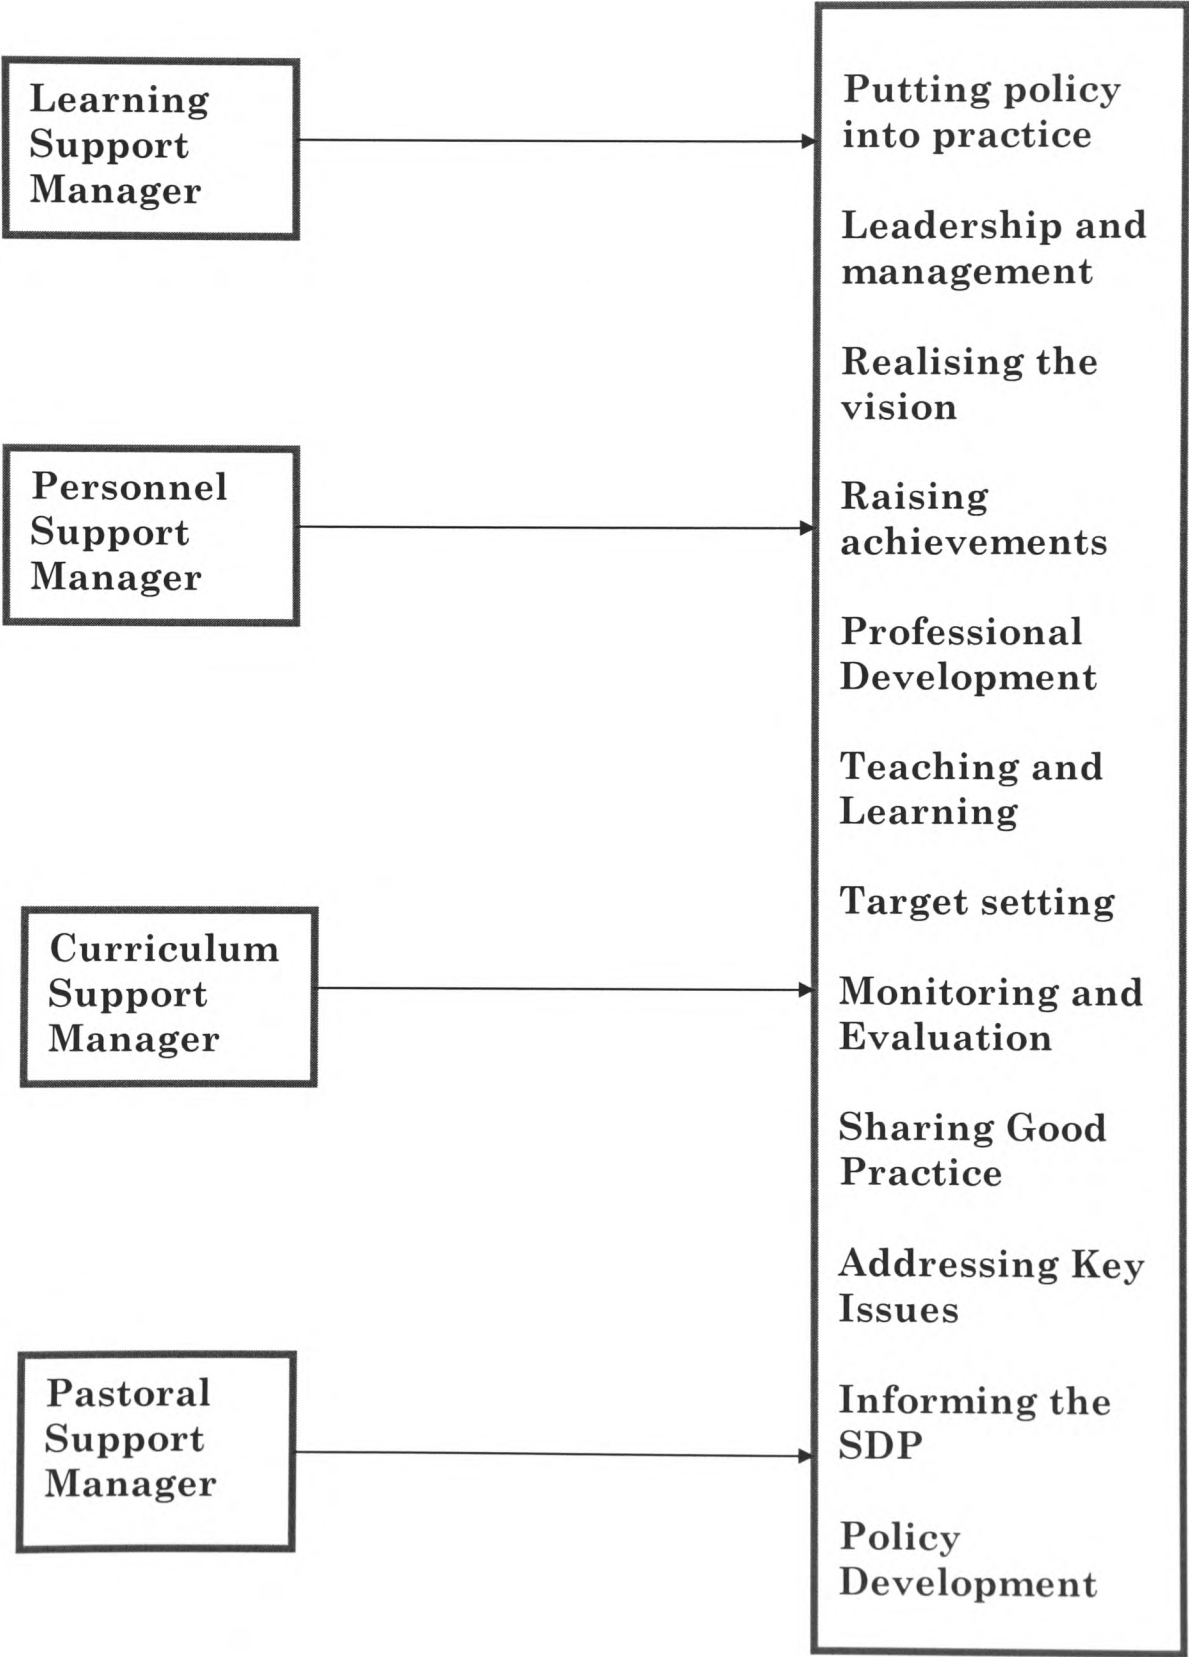 Learning
Support
Manager
Personnel
Support
Manager
Curriculum
Support
Manager
Pastoral
Support
Manager
Putting policy
into practice
Leadership and
management
Realising the
vision
Raising
achievements
Professional
Development
Teaching and
Learning
Target setting
Monitoring and
Evaluation
Sharing Good
Practice
Addressing Key
Issues
Informing the
SDP
Policy
Development